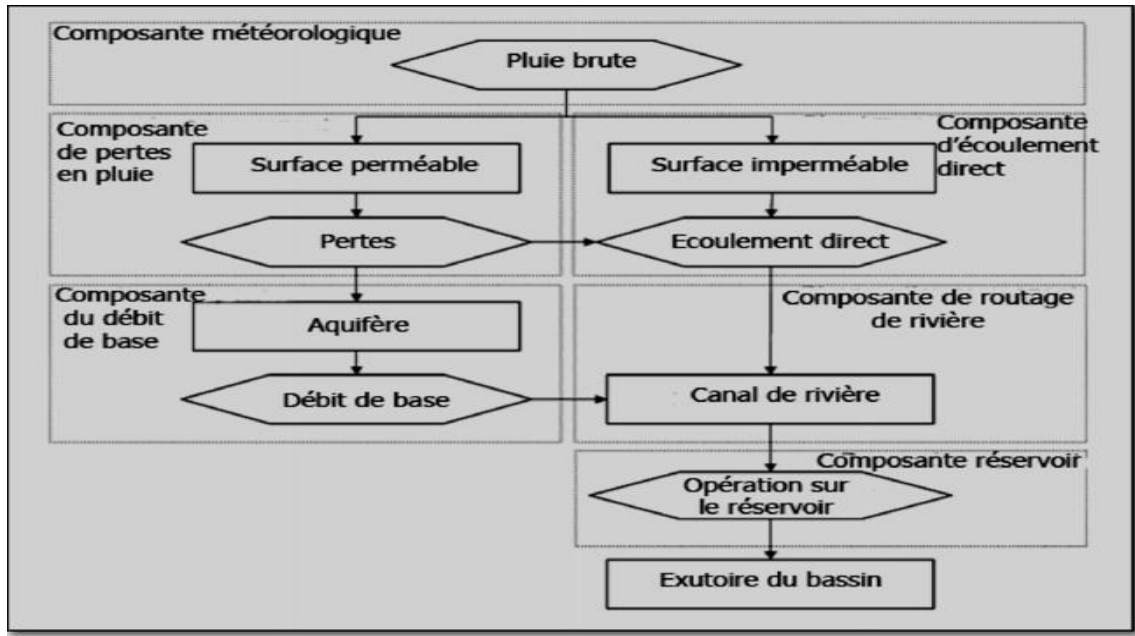 Composante météorologique
Pluie brute
Composante
de pertes
en pluie
Surface perméable
Pertes
Composante
d'écoulement
direct
Surface imperméable
Ecoulement direct
Composante
du débit
de base
Aquifère
Débit de base
Composante de routage
de rivière
Canal de rivière
Composante réservoir
Opération sur
le réservoir
Exutoire du bassin